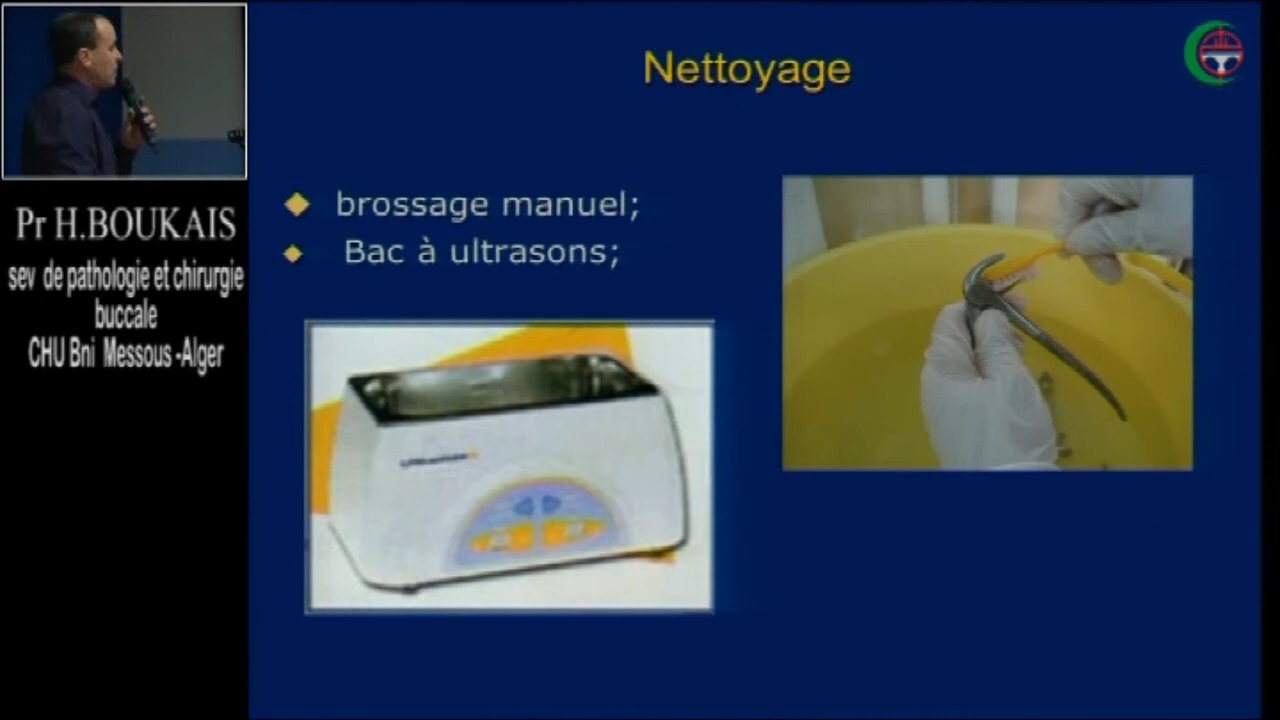 Nettoyage
brossage manuel;
Bac à ultrasons;
Pr H.BOUKAIS
sev de pathologie et chirurgie
buccale
CHU Bni Messous -Alger